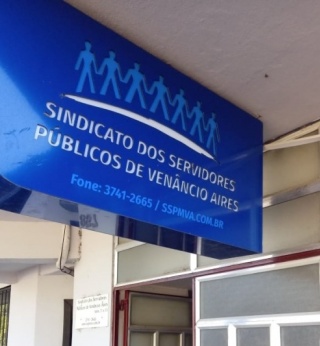 SINDICATO DOS SERVIDORES
PÚBLICOS DE VENÂNCIO AIRES
Fone: 3741-2665 / SSPMVA.COM.BR